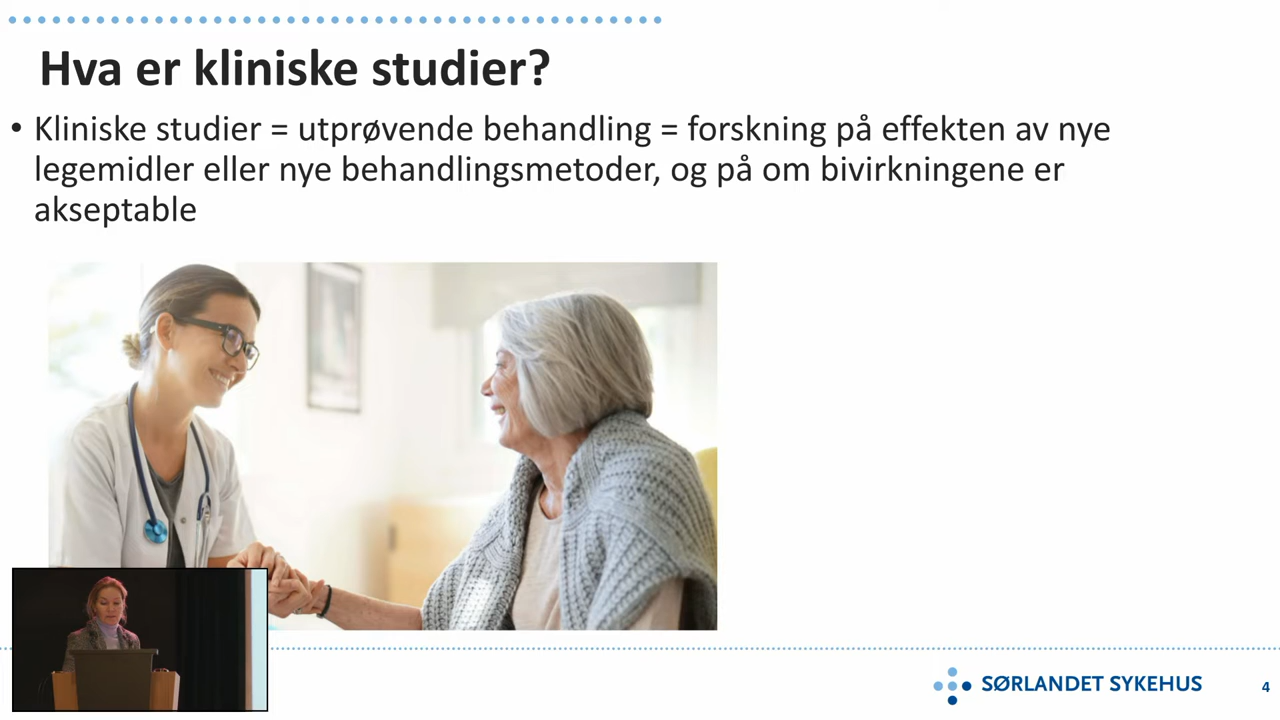 Hva er kliniske studier?
• Kliniske studier = utprøvende behandling = forskning på effekten av nye
legemidler eller nye behandlingsmetoder, og på om bivirkningene er
akseptable
SØRLANDET SYKEHUS
4